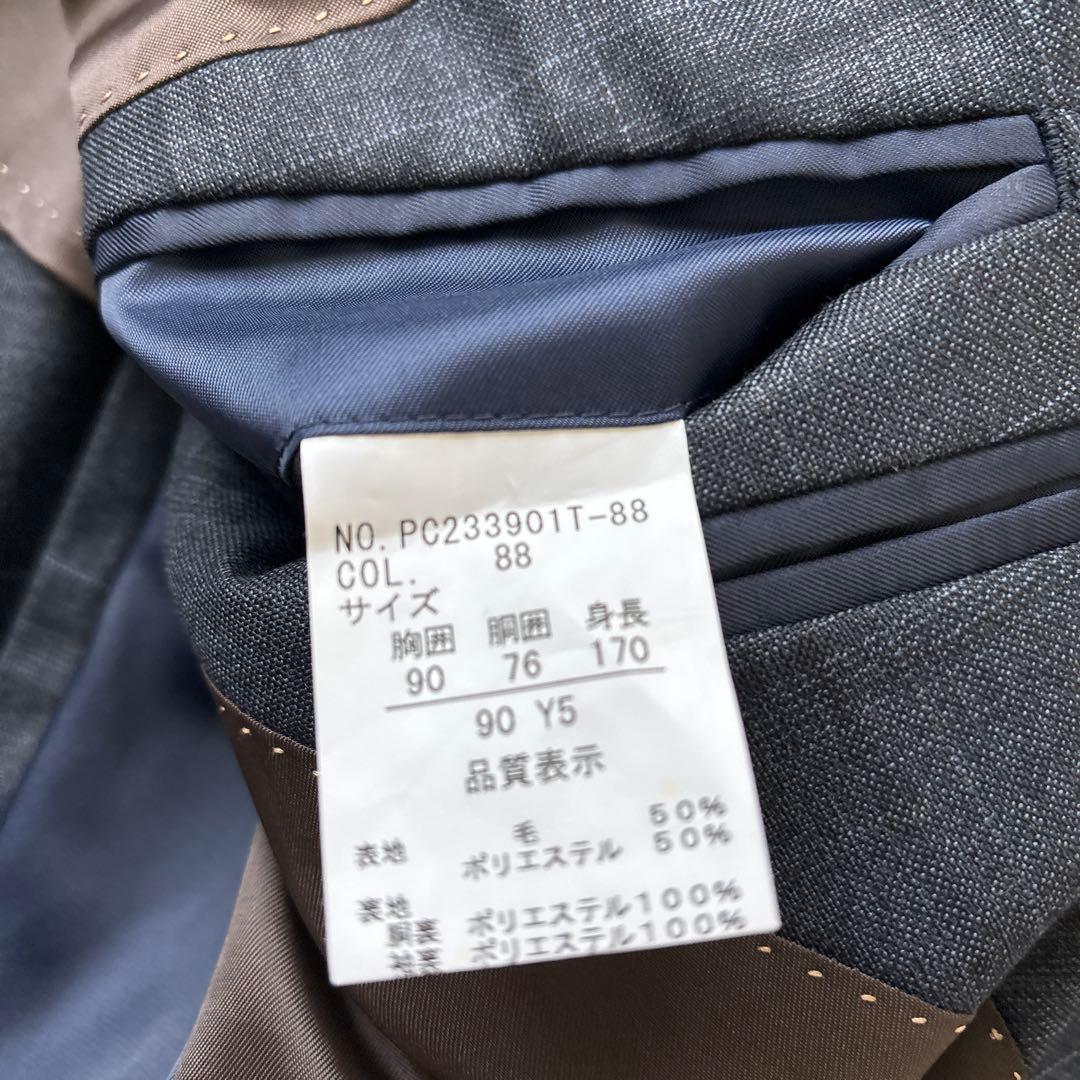 NO.PC233901T-88
COL. 88
サイズ
胸囲 胴囲 身長
90 76 170
90 Y5
品質表示
毛 50%
表地 ポリエステル 50%
裏地
胴裏 ポリエステル100%
袖裏 ポリエステル100%